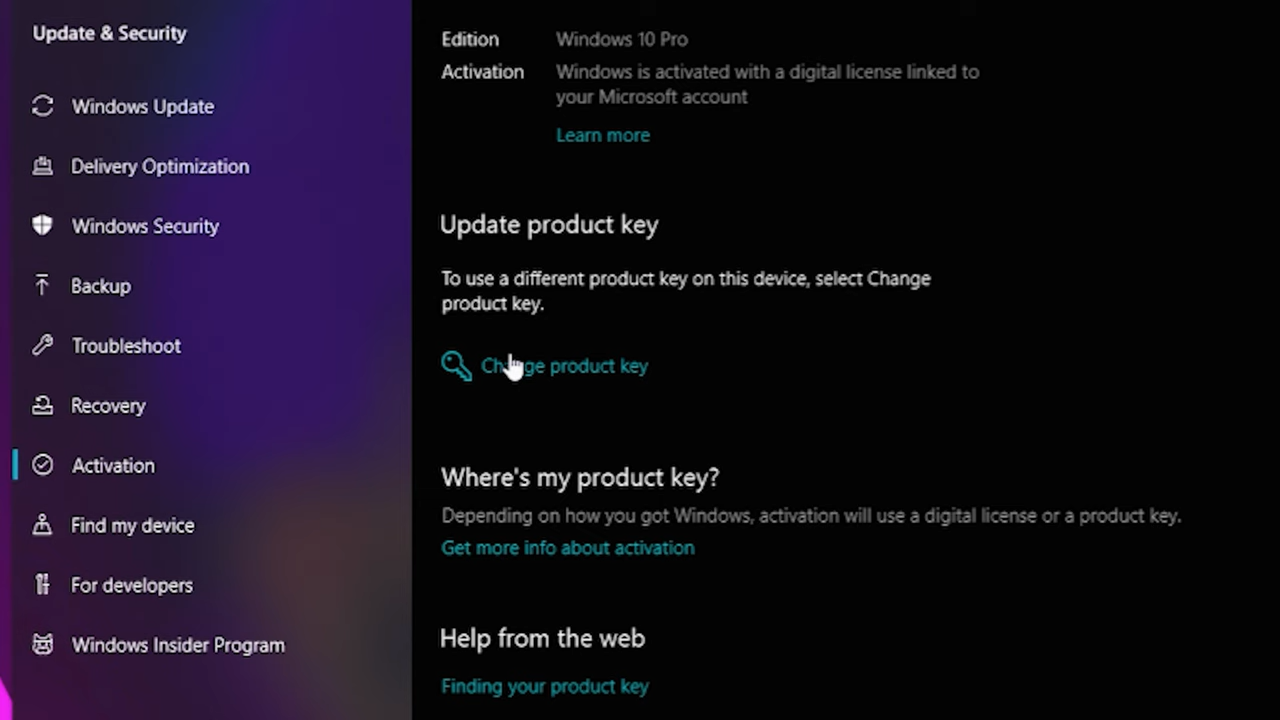 Update & Security
Windows Update
Delivery Optimization
Windows Security
Backup
Troubleshoot
Recovery
Activation
Find my device
For developers
Windows Insider Program
Edition Windows 10 Pro
Activation Windows is activated with a digital license linked to
your Microsoft account
Learn more
Update product key
To use a different product key on this device, select Change
product key.
Change product key
Where's my product key?
Depending on how you got Windows, activation will use a digital license or a product key.
Get more info about activation
Help from the web
Finding your product key